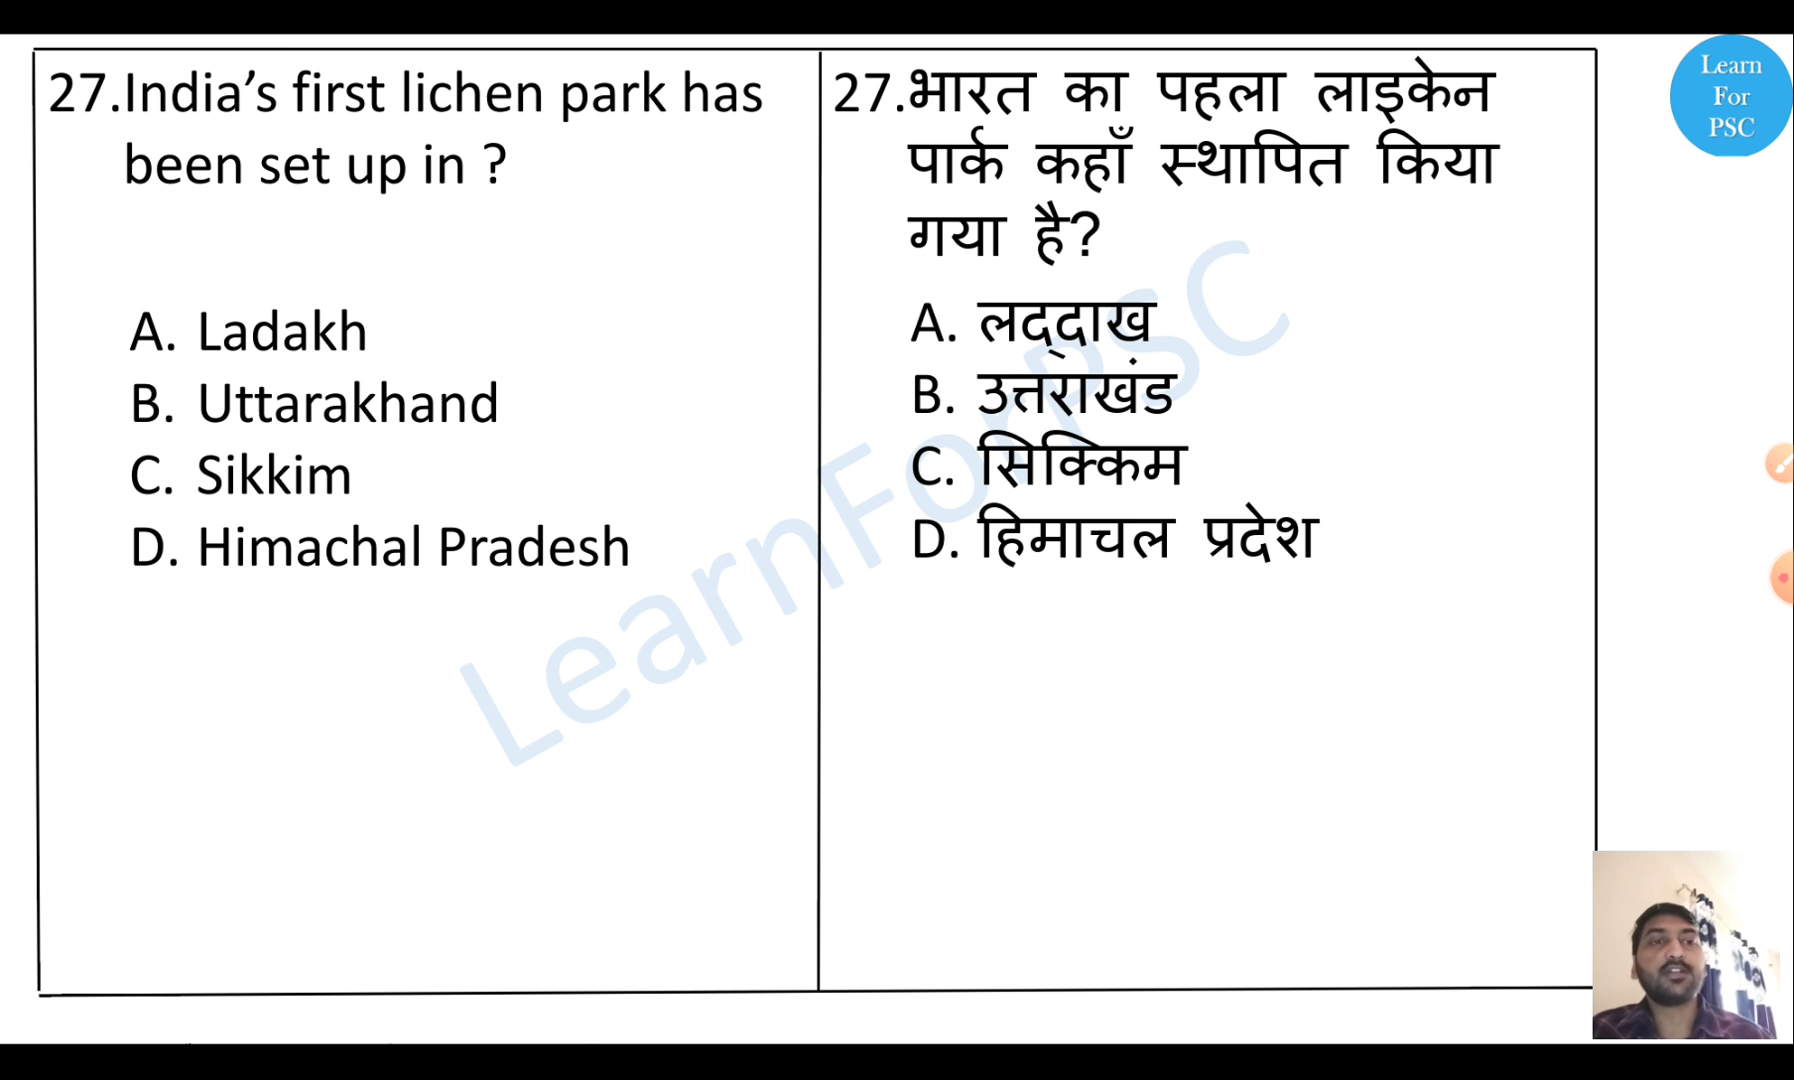 27.India’s first lichen park has
been set up in ?
A. Ladakh
B. Uttarakhand
C. Sikkim
D. Himachal Pradesh
27.भारत का पहला लाइकेन
पार्क कहाँ स्थापित किया
गया है?
A. लद्दाख
B. उत्तराखंड
C. सिक्किम
D. हिमाचल प्रदेश
LearnForPSC
Learn
For
PSC